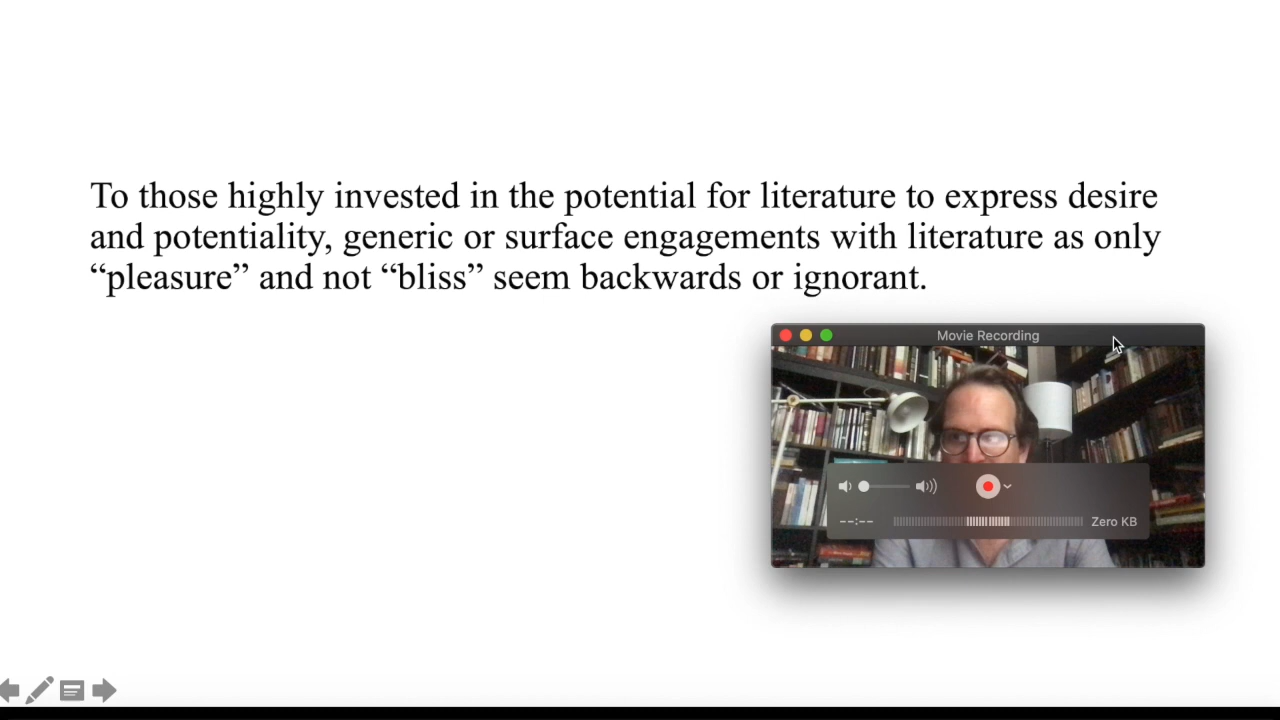 To those highly invested in the potential for literature to express desire
and potentiality, generic or surface engagements with literature as only
“pleasure” and not “bliss” seem backwards or ignorant.
Movie Recording
--:--
Zero KB